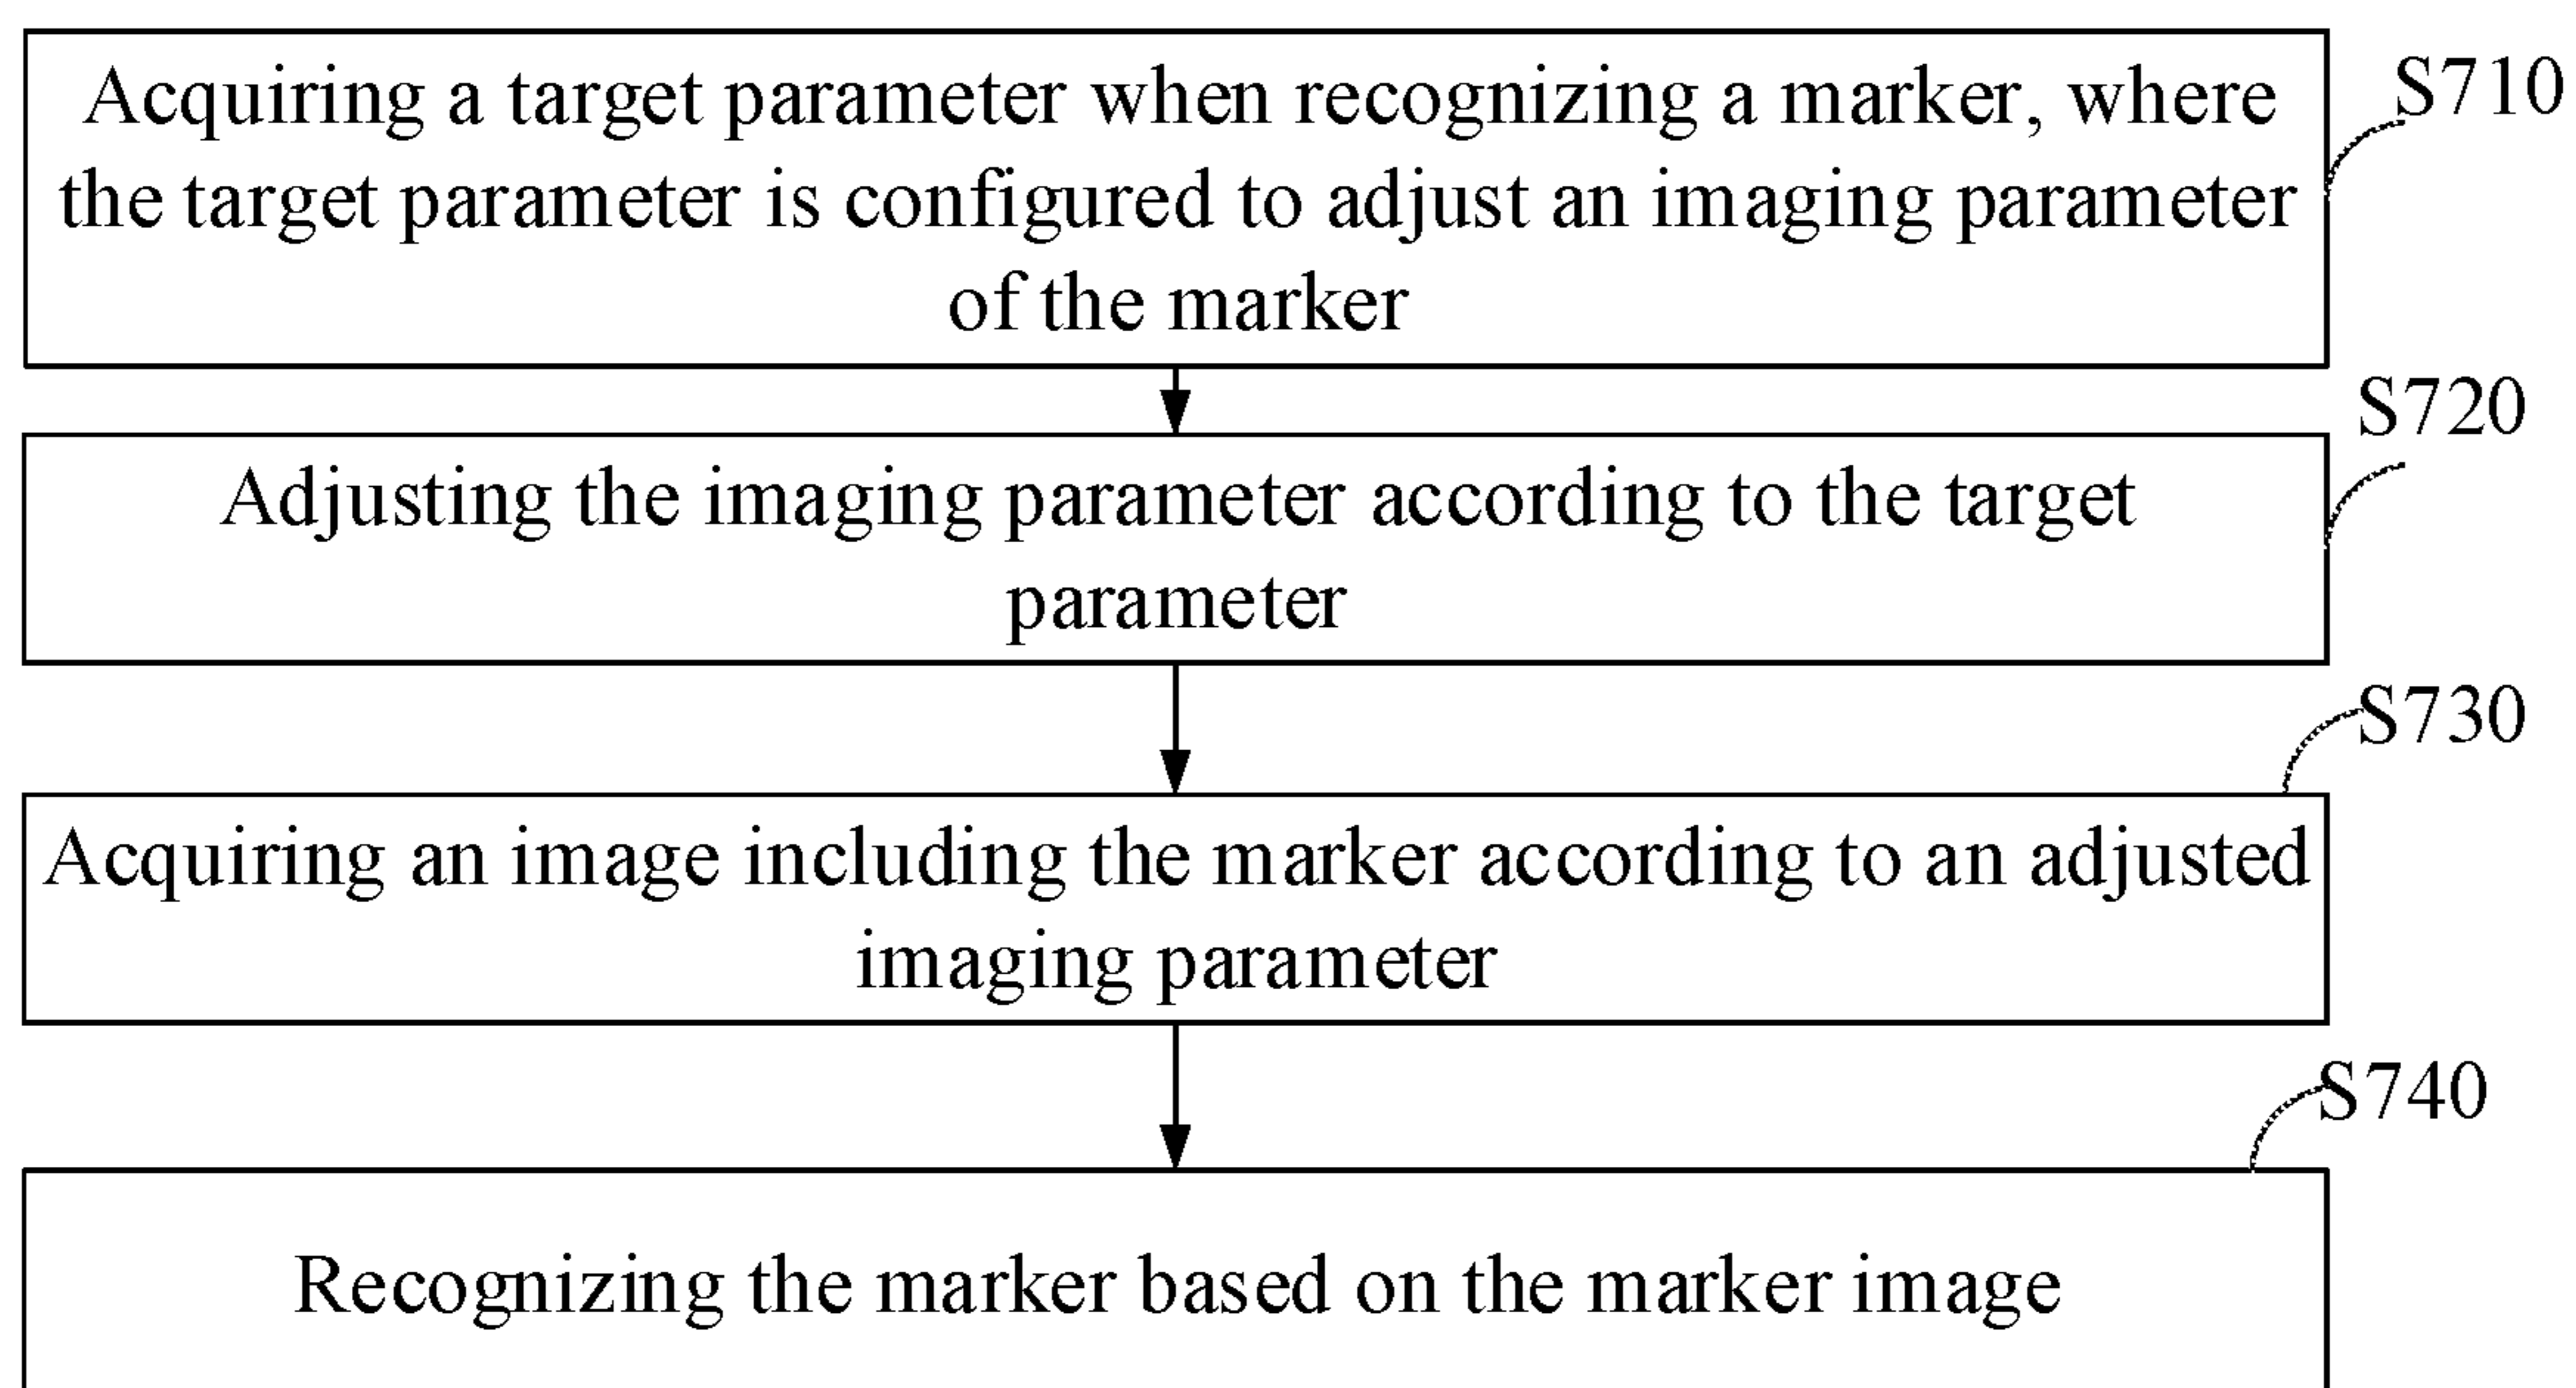 Acquiring a target parameter when recognizing a marker, where
the target parameter is configured to adjust an imaging parameter
of the marker
S710
Adjusting the imaging parameter according to the target
parameter
S720
Acquiring an image including the marker according to an adjusted
imaging parameter
S730
Recognizing the marker based on the marker image
S740